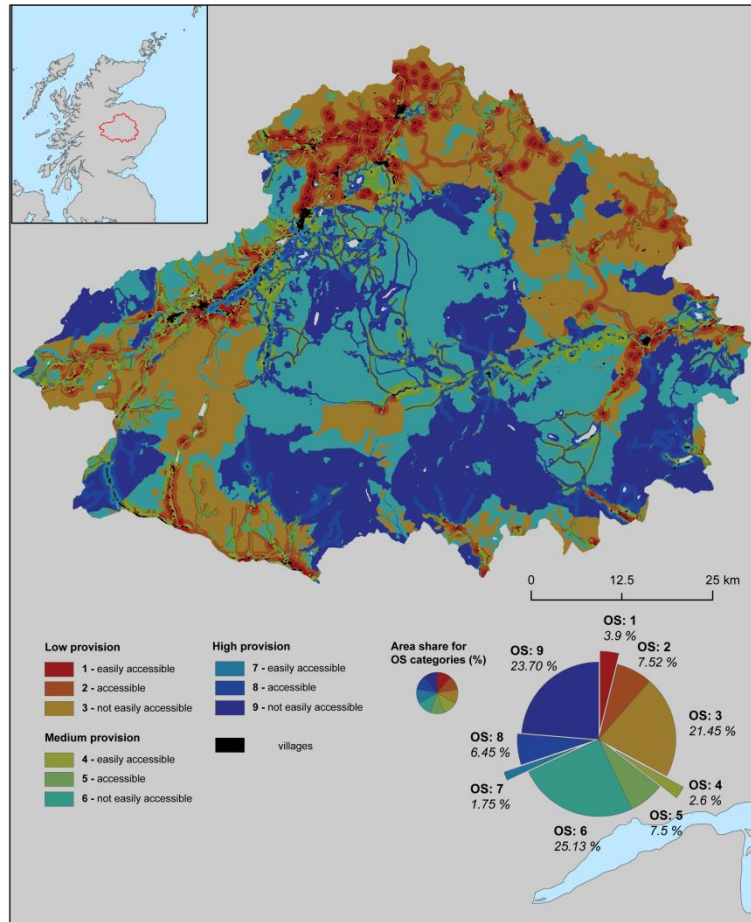 0 12.5 25 km
Low provision
1 - easily accessible
2 - accessible
3 - not easily accessible
Medium provision
4 - easily accessible
5 - accessible
6 - not easily accessible
High provision
7 - easily accessible
8 - accessible
9 - not easily accessible
villages
Area share for
OS categories (%)
OS: 1
3.9 %
OS: 2
7.52 %
OS: 3
21.45 %
OS: 4
2.6 %
OS: 5
7.5 %
OS: 6
25.13 %
OS: 7
1.75 %
OS: 8
6.45 %
OS: 9
23.70 %